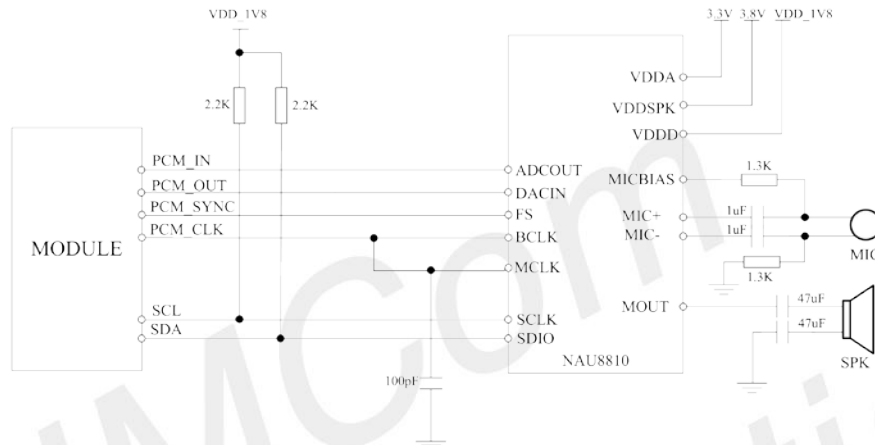 VDD_1V8
3.3V 3.8V VDD_1V8
2.2K 2.2K
MODULE
PCM_IN
PCM_OUT
PCM_SYNC
PCM_CLK
SCL
SDA
100pF
ADCOUT
DACIN
FS
BCLK
MCLK
SCLK
SDIO
VDDA
VDDSPK
VDDD
MICBIAS
MIC+
MIC-
MOUT
NAU8810
1.3K
1uF
1uF
MIC
1.3K
47uF
47uF
SPK